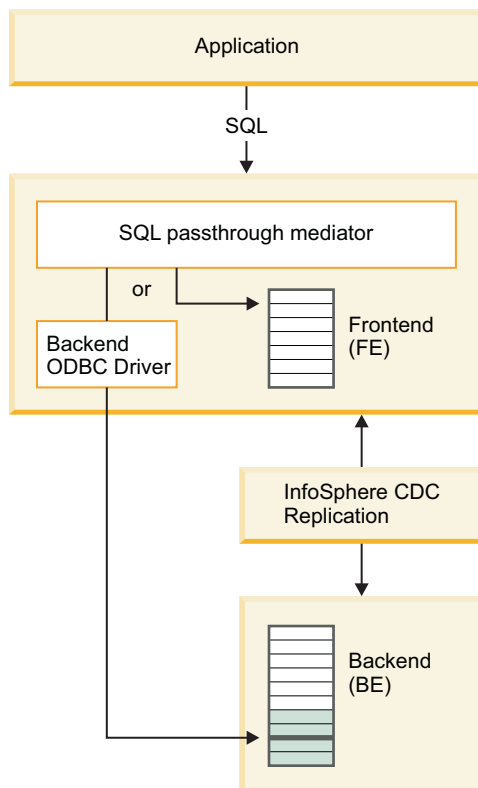 Application
SQL
SQL passthrough mediator
or
Backend
ODBC Driver
Frontend
(FE)
InfoSphere CDC
Replication
Backend
(BE)